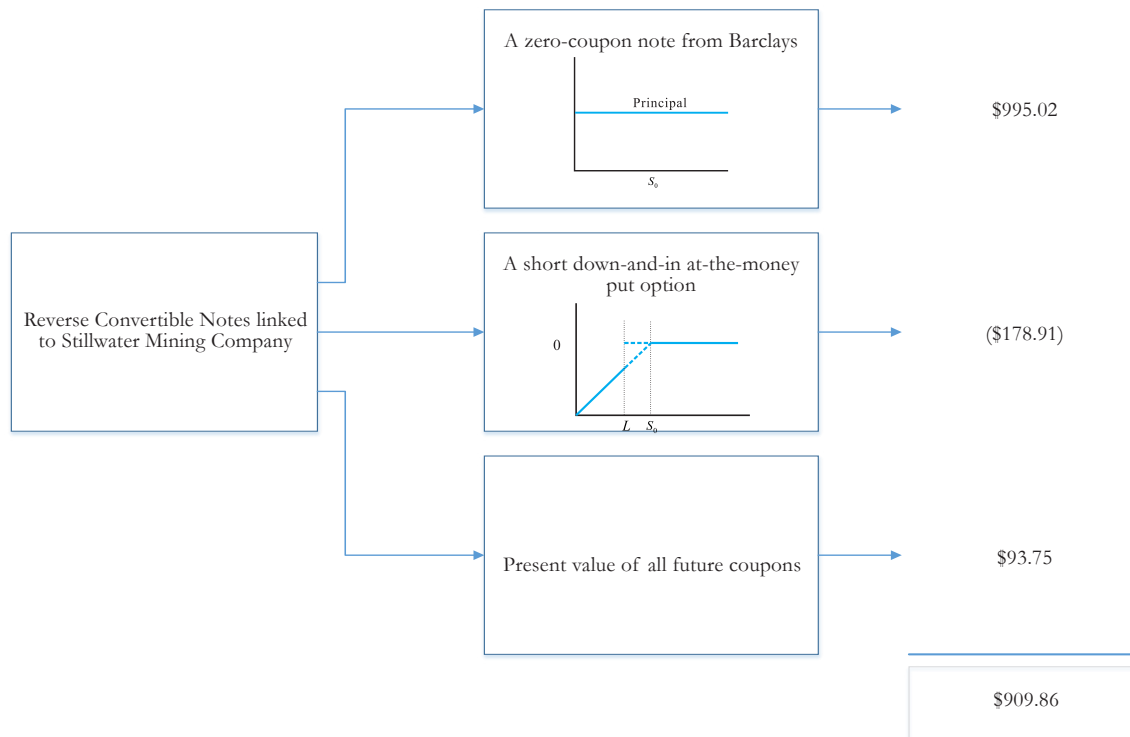 A zero-coupon note from Barclays
Principal
S₀
$995.02
Reverse Convertible Notes linked
to Stillwater Mining Company
A short down-and-in at-the-money
put option
0
L S₀
($178.91)
Present value of all future coupons
$93.75
$909.86